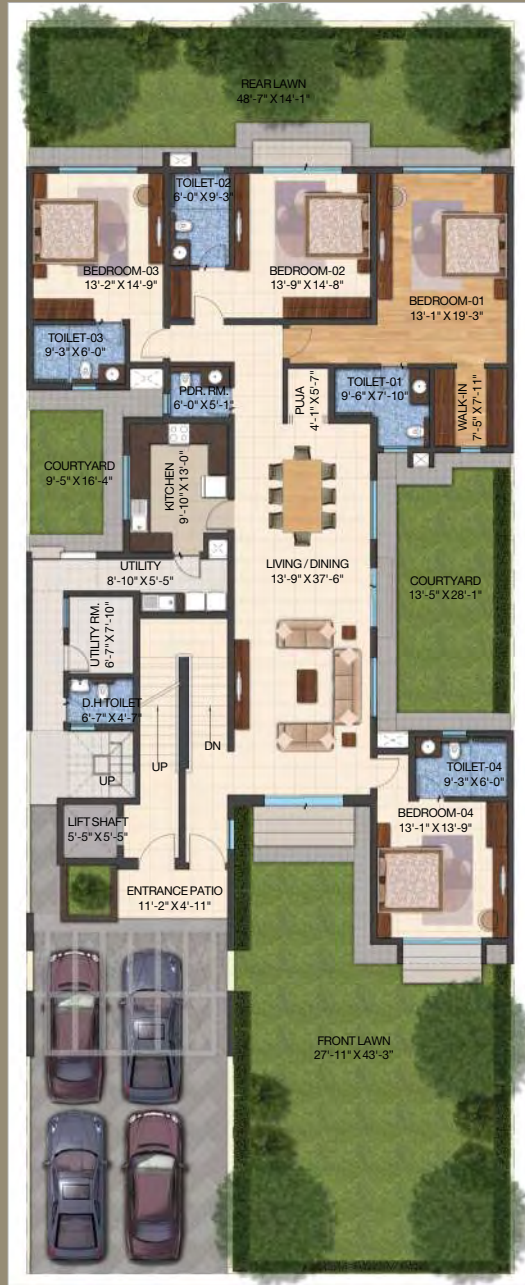 REAR LAWN
48'-7" X 14'-1"
TOILET-02
6'-0" X 9'-3"
BEDROOM-03
13'-2" X 14'-9"
BEDROOM-02
13'-9" X 14'-8"
BEDROOM-01
13'-1" X 19'-3"
TOILET-03
9'-3" X 6'-0"
PDR. RM.
6'-0" X 5'-1"
PUJA
4'-1" X 5'-7"
TOILET-01
9'-6" X 7'-10"
WALK-IN
7'-5" X 7'-11"
COURTYARD
9'-5" X 16'-4"
KITCHEN
9'-10" X 13'-0"
UTILITY
8'-10" X 5'-5"
LIVING / DINING
13'-9" X 37'-6"
COURTYARD
13'-5" X 28'-1"
UTILITY RM.
6'-7" X 7'-10"
D.H TOILET
6'-7" X 4'-7"
UP
UP
DN
TOILET-04
9'-3" X 6'-0"
LIFT SHAFT
5'-5" X 5'-5"
BEDROOM-04
13'-1" X 13'-9"
ENTRANCE PATIO
11'-2" X 4'-11"
FRONT LAWN
27'-11" X 43'-3"